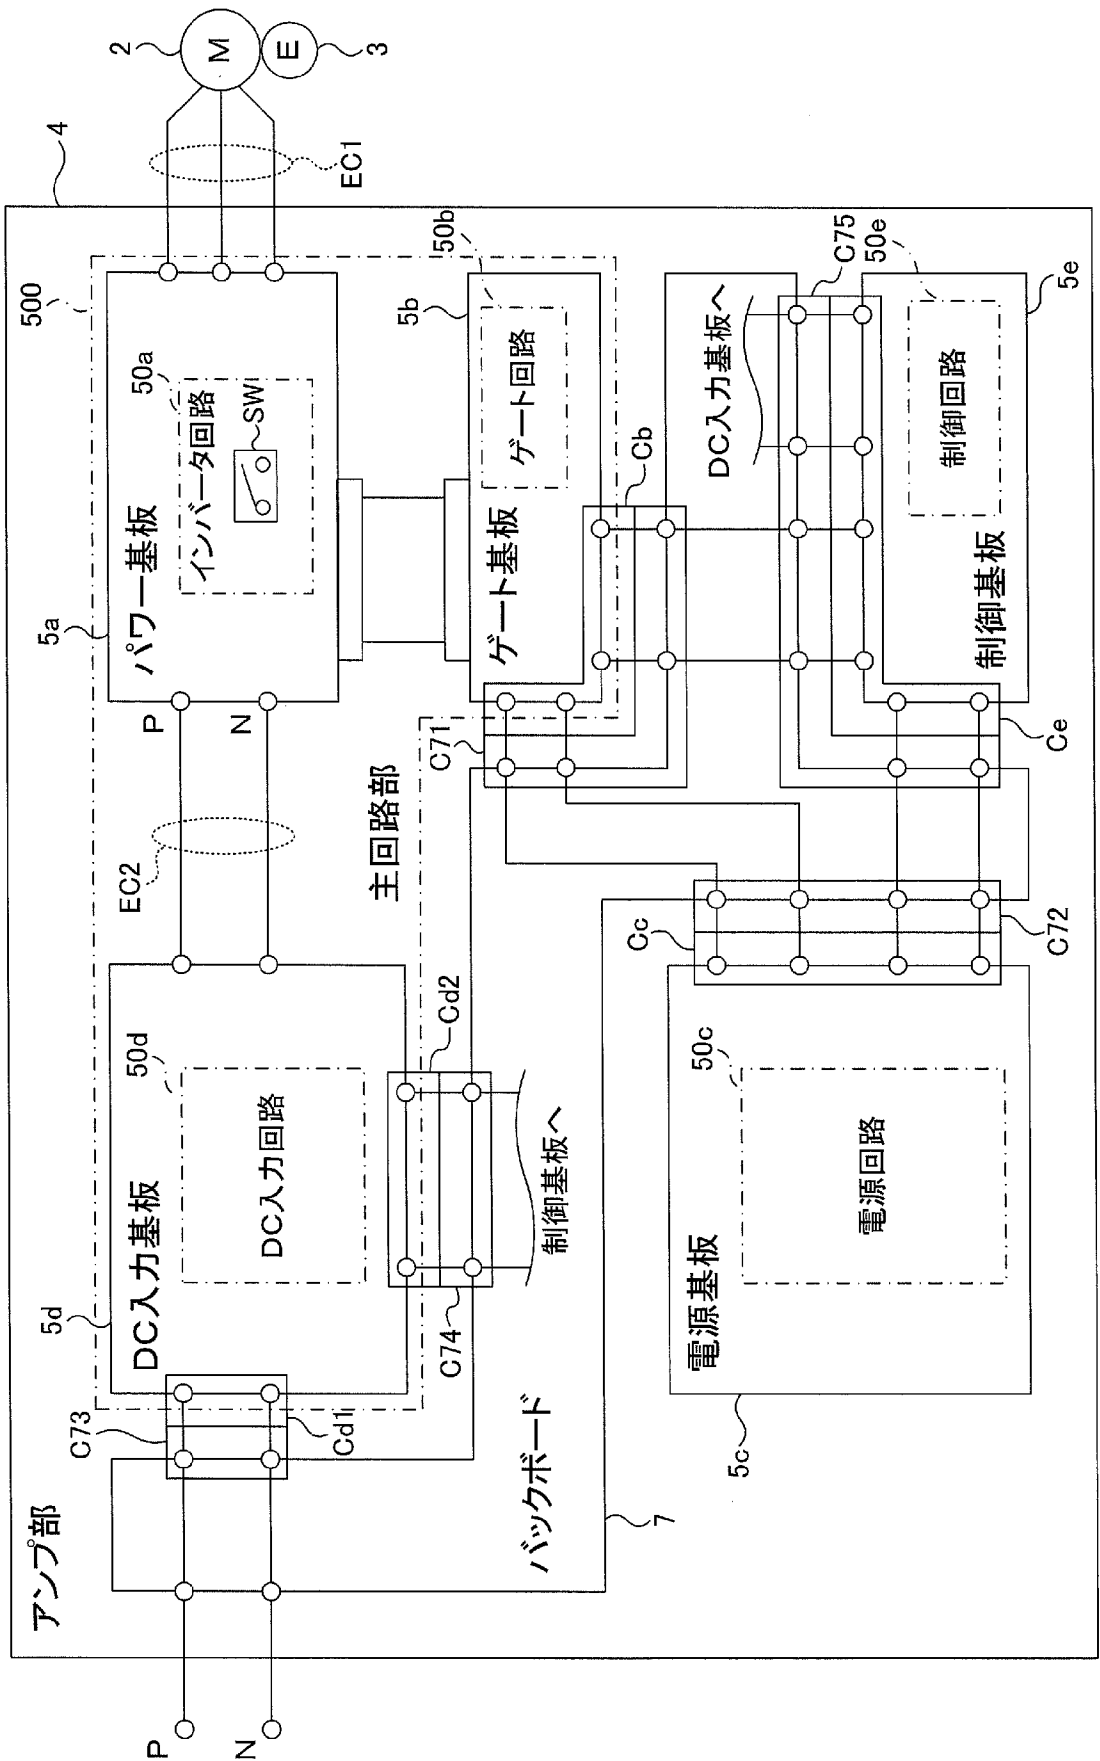 アンプ部
P
N
C73
Cd1
5d
DC入力基板
50d
DC入力回路
Cd2
C74
制御基板へ
バックボード
7
主回路部
EC2
P
N
500
5a
パワー基板
50a
インバータ回路
SW
4
EC1
2
M
E
3
5b
ゲート基板
50b
ゲート回路
C71
Cb
DC入力基板へ
C75
50e
制御回路
制御基板
5e
Ce
Cc
C72
電源基板
50c
電源回路
5c